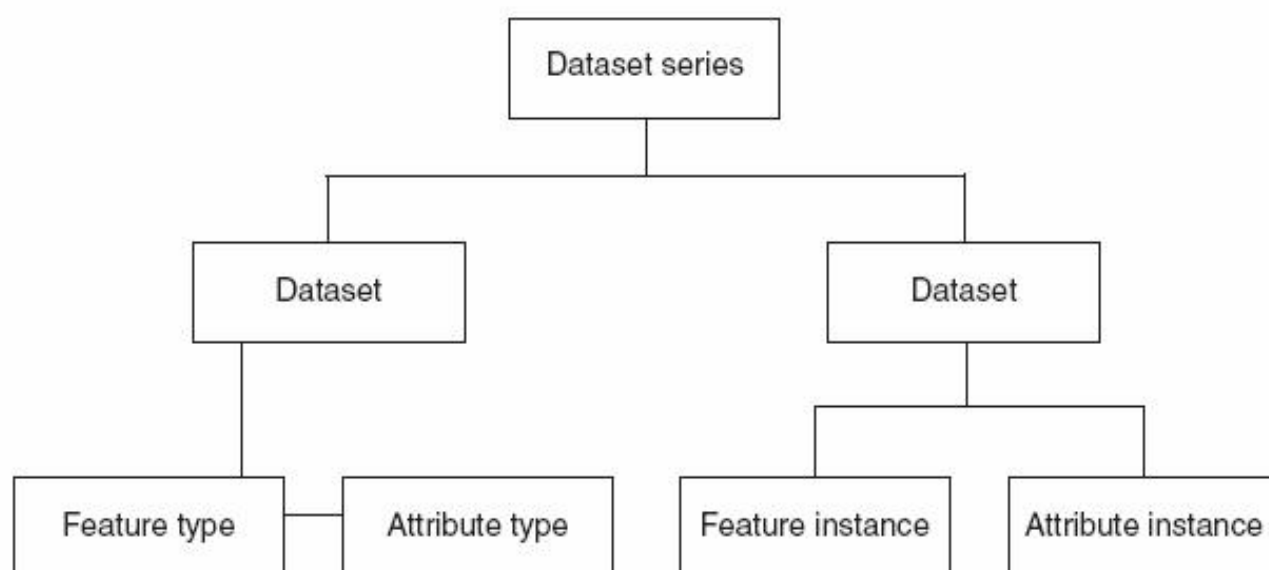 Dataset series
Dataset
Dataset
Feature type
Attribute type
Feature instance
Attribute instance